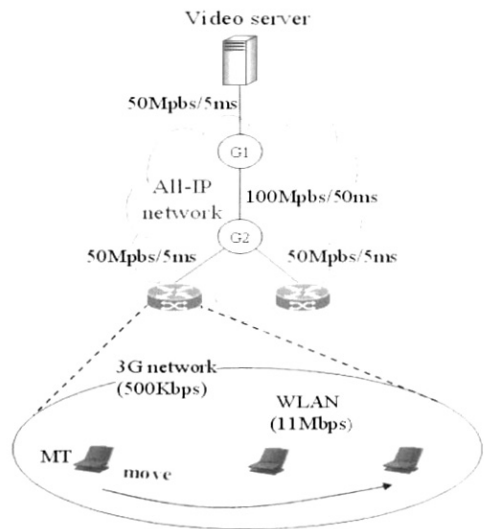 Video server
50Mpbs/5ms
G1
All-IP
network
100Mpbs/50ms
G2
50Mpbs/5ms
50Mpbs/5ms
3G network
(500Kbps)
WLAN
(11Mbps)
MT
move